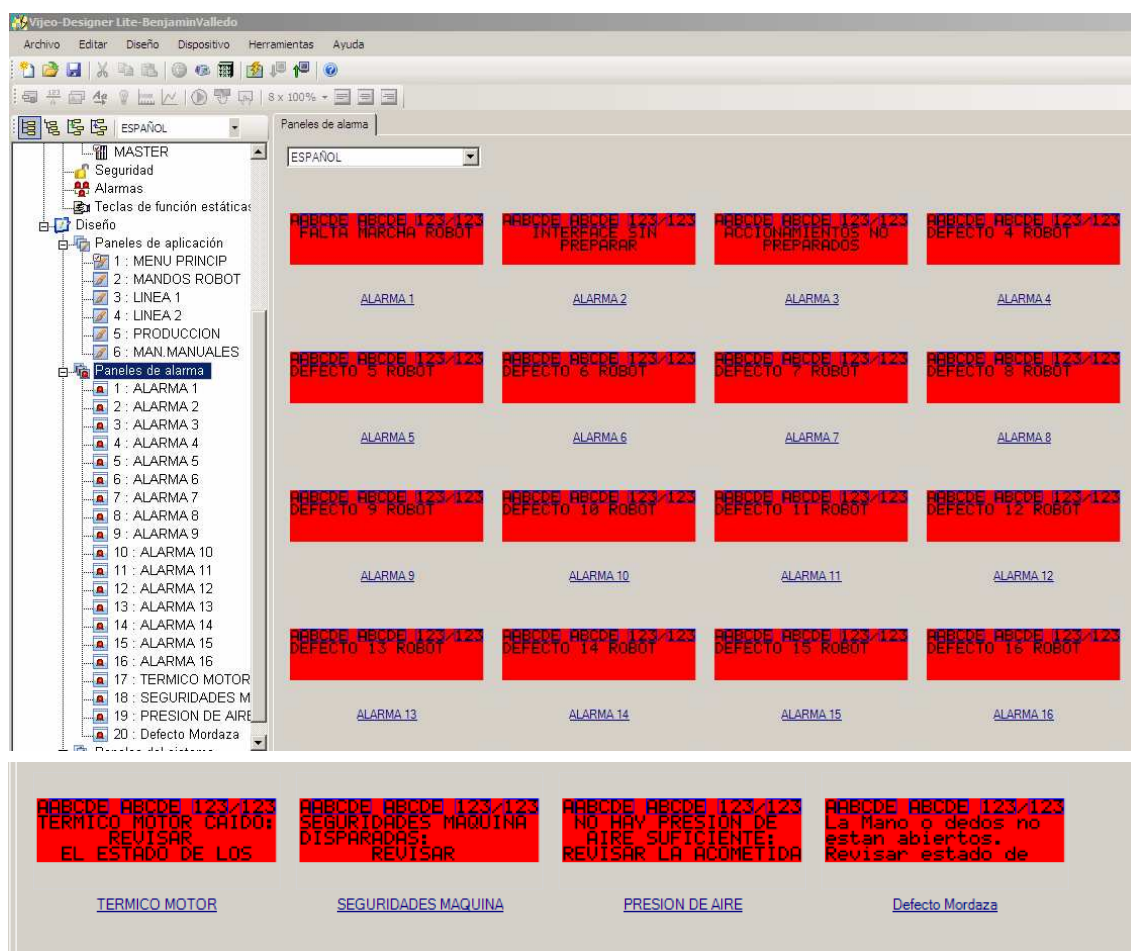 Vijeo-Designer Lite-BenjaminValledo
Archivo Editar Diseño Dispositivo Herramientas Ayuda
8 x 100%
ESPAÑOL
MASTER
Seguridad
Alarmas
Teclas de función estáticas
Diseño
Paneles de aplicación
1 : MENU PRINCIP
2 : MANDOS ROBOT
3 : LINEA 1
4 : LINEA 2
5 : PRODUCCION
6 : MAN.MANUALES
Paneles de alarma
1 : ALARMA 1
2 : ALARMA 2
3 : ALARMA 3
4 : ALARMA 4
5 : ALARMA 5
6 : ALARMA 6
7 : ALARMA 7
8 : ALARMA 8
9 : ALARMA 9
10 : ALARMA 10
11 : ALARMA 11
12 : ALARMA 12
13 : ALARMA 13
14 : ALARMA 14
15 : ALARMA 15
16 : ALARMA 16
17 : TERMICO MOTOR
18 : SEGURIDADES M
19 : PRESION DE AIRE
20 : Defecto Mordaza
Paneles del sistema
Paneles de alarma
ESPAÑOL
AABCDE ABCDE 123/123 AABCDE ABCDE 123/123 AABCDE ABCDE 123/123 AABCDE ABCDE 123/123
FALTA MARCHA ROBOT INTERFACE SIN ACCIONAMIENTOS NO DEFECTO 4 ROBOT
PREPARAR PREPARADOS
ALARMA 1 ALARMA 2 ALARMA 3 ALARMA 4
AABCDE ABCDE 123/123 AABCDE ABCDE 123/123 AABCDE ABCDE 123/123 AABCDE ABCDE 123/123
DEFECTO 5 ROBOT DEFECTO 6 ROBOT DEFECTO 7 ROBOT DEFECTO 8 ROBOT
ALARMA 5 ALARMA 6 ALARMA 7 ALARMA 8
AABCDE ABCDE 123/123 AABCDE ABCDE 123/123 AABCDE ABCDE 123/123 AABCDE ABCDE 123/123
DEFECTO 9 ROBOT DEFECTO 10 ROBOT DEFECTO 11 ROBOT DEFECTO 12 ROBOT
ALARMA 9 ALARMA 10 ALARMA 11 ALARMA 12
AABCDE ABCDE 123/123 AABCDE ABCDE 123/123 AABCDE ABCDE 123/123 AABCDE ABCDE 123/123
DEFECTO 13 ROBOT DEFECTO 14 ROBOT DEFECTO 15 ROBOT DEFECTO 16 ROBOT
ALARMA 13 ALARMA 14 ALARMA 15 ALARMA 16
AABCDE ABCDE 123/123 AABCDE ABCDE 123/123 AABCDE ABCDE 123/123 AABCDE ABCDE 123/123
TERMICO MOTOR CAIDO: SEGURIDADES MAQUINA NO HAY PRESION DE La Mano o dedos no
REVISAR DISPARADAS: AIRE SUFICIENTE: estan abiertos.
EL ESTADO DE LOS REVISAR REVISAR LA ACOMETIDA Revisar estado de
TERMICO MOTOR SEGURIDADES MAQUINA PRESION DE AIRE Defecto Mordaza